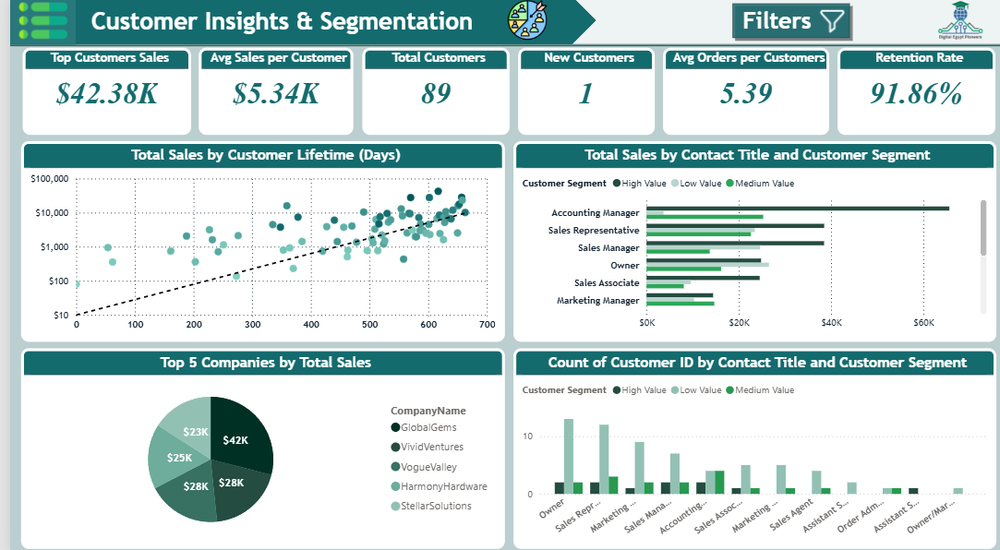 Customer Insights & Segmentation
Filters
Digital Egypt Pioneers
Top Customers Sales
$42.38K
Avg Sales per Customer
$5.34K
Total Customers
89
New Customers
1
Avg Orders per Customers
5.39
Retention Rate
91.86%
Total Sales by Customer Lifetime (Days)
$100,000
$10,000
$1,000
$100
$10
0 100 200 300 400 500 600 700
Total Sales by Contact Title and Customer Segment
Customer Segment High Value Low Value Medium Value
Accounting Manager
Sales Representative
Sales Manager
Owner
Sales Associate
Marketing Manager
$0K $20K $40K $60K
Top 5 Companies by Total Sales
$42K
$28K
$28K
$25K
$23K
CompanyName
GlobalGems
VividVentures
VogueValley
HarmonyHardware
StellarSolutions
Count of Customer ID by Contact Title and Customer Segment
Customer Segment High Value Low Value Medium Value
10
0
Owner
Sales Repr...
Marketing ...
Sales Mana...
Accounting...
Sales Assoc...
Marketing ...
Sales Agent
Assistant S...
Order Adm...
Assistant S...
Owner/Mar...